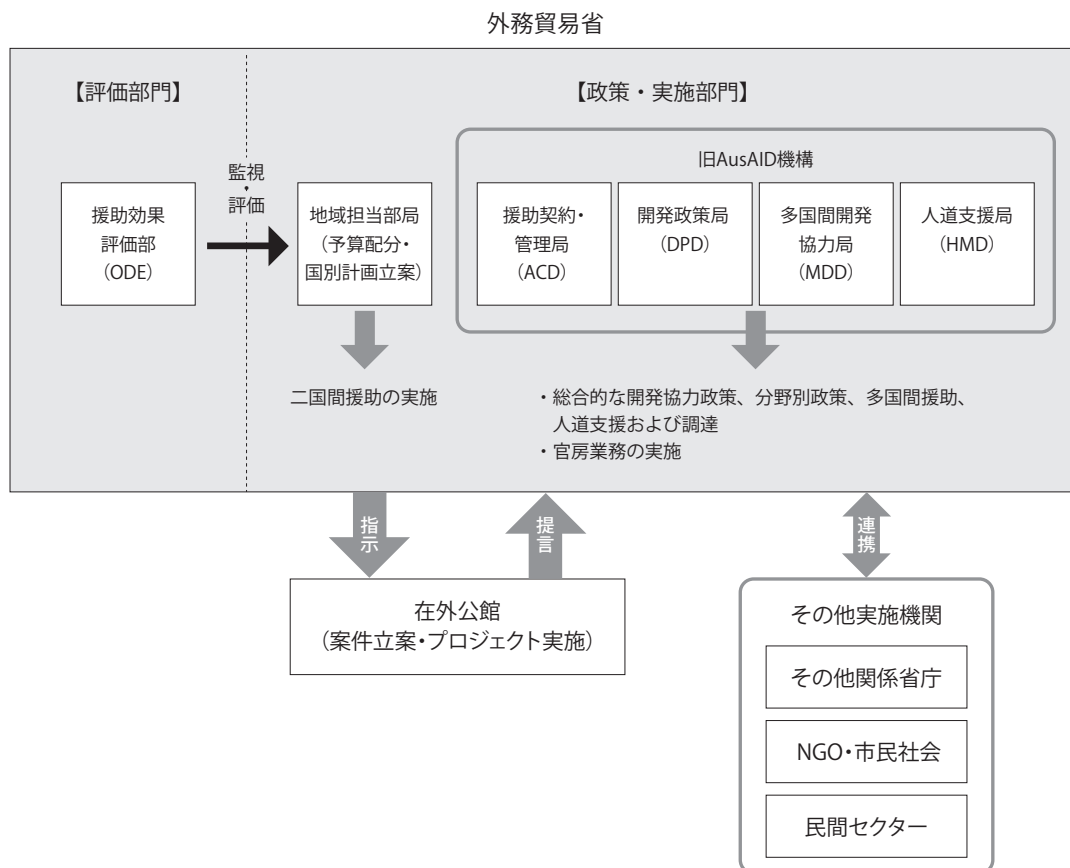 外務貿易省
【評価部門】
【政策・実施部門】
監視
・
評価
援助効果
評価部
(ODE)
地域担当部局
(予算配分・
国別計画立案)
旧AusAID機構
援助契約・
管理局
(ACD)
開発政策局
(DPD)
多国間開発
協力局
(MDD)
人道支援局
(HMD)
二国間援助の実施
・総合的な開発協力政策、分野別政策、多国間援助、
人道支援および調達
・官房業務の実施
指示
提言
連携
在外公館
(案件立案・プロジェクト実施)
その他実施機関
その他関係省庁
NGO・市民社会
民間セクター